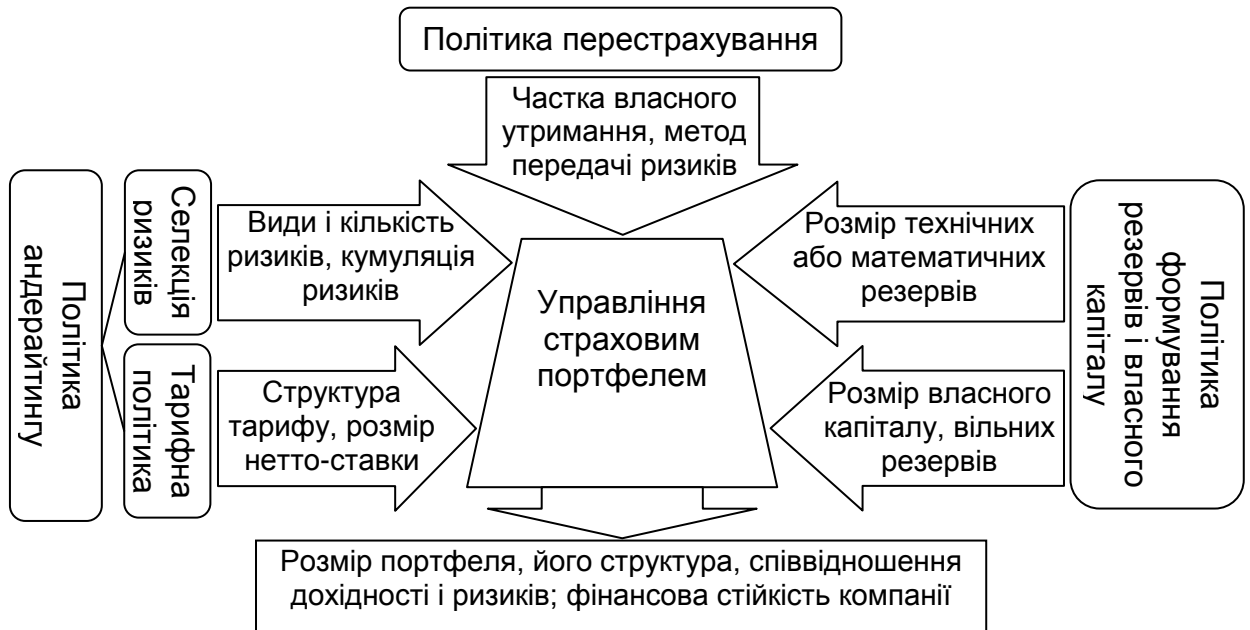 Політика перестрахування
Частка власного
утримання, метод
передачі ризиків
Політика
андерайтингу
Селекція
ризиків
Види і кількість
ризиків, кумуляція
ризиків
Тарифна
політика
Структура
тарифу, розмір
нетто-ставки
Управління
страховим
портфелем
Розмір технічних
або математичних
резервів
Розмір власного
капіталу, вільних
резервів
Політика
формування
резервів і власного
капіталу
Розмір портфеля, його структура, співвідношення
дохідності і ризиків; фінансова стійкість компанії